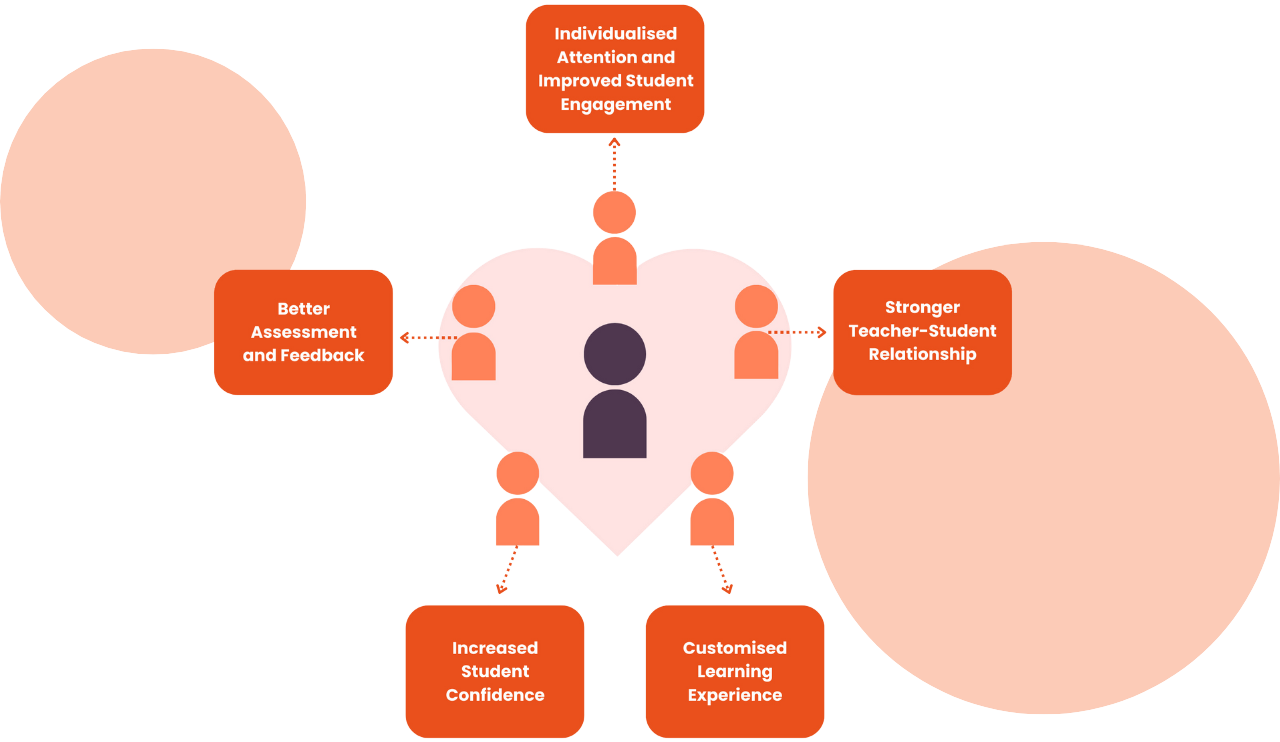 Individualised
Attention and
Improved Student
Engagement
Better
Assessment
and Feedback
Stronger
Teacher-Student
Relationship
Increased
Student
Confidence
Customised
Learning
Experience